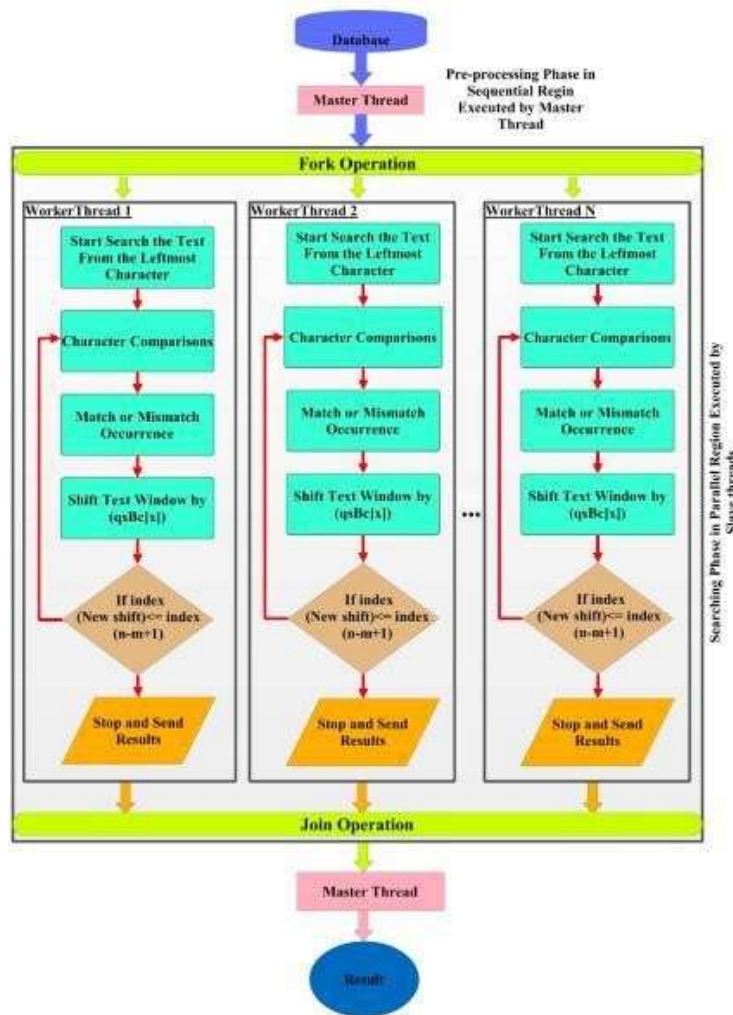 Database
Pre-processing Phase in
Sequential Regin
Executed by Master
Thread
Master Thread
Fork Operation
WorkerThread 1
Start Search the Text
From the Leftmost
Character
Character Comparisons
Match or Mismatch
Occurrence
Shift Text Window by
(qsBc[x])
If index
(New shift)<= index
(n-m+1)
Stop and Send
Results
WorkerThread 2
Start Search the Text
From the Leftmost
Character
Character Comparisons
Match or Mismatch
Occurrence
Shift Text Window by
(qsBc[x])
If index
(New shift)<= index
(n-m+1)
Stop and Send
Results
...
WorkerThread N
Start Search the Text
From the Leftmost
Character
Character Comparisons
Match or Mismatch
Occurrence
Shift Text Window by
(qsBc[x])
If index
(New shift)<= index
(n-m+1)
Stop and Send
Results
Searching Phase in Parallel Region Executed by
Slave threads
Join Operation
Master Thread
Result